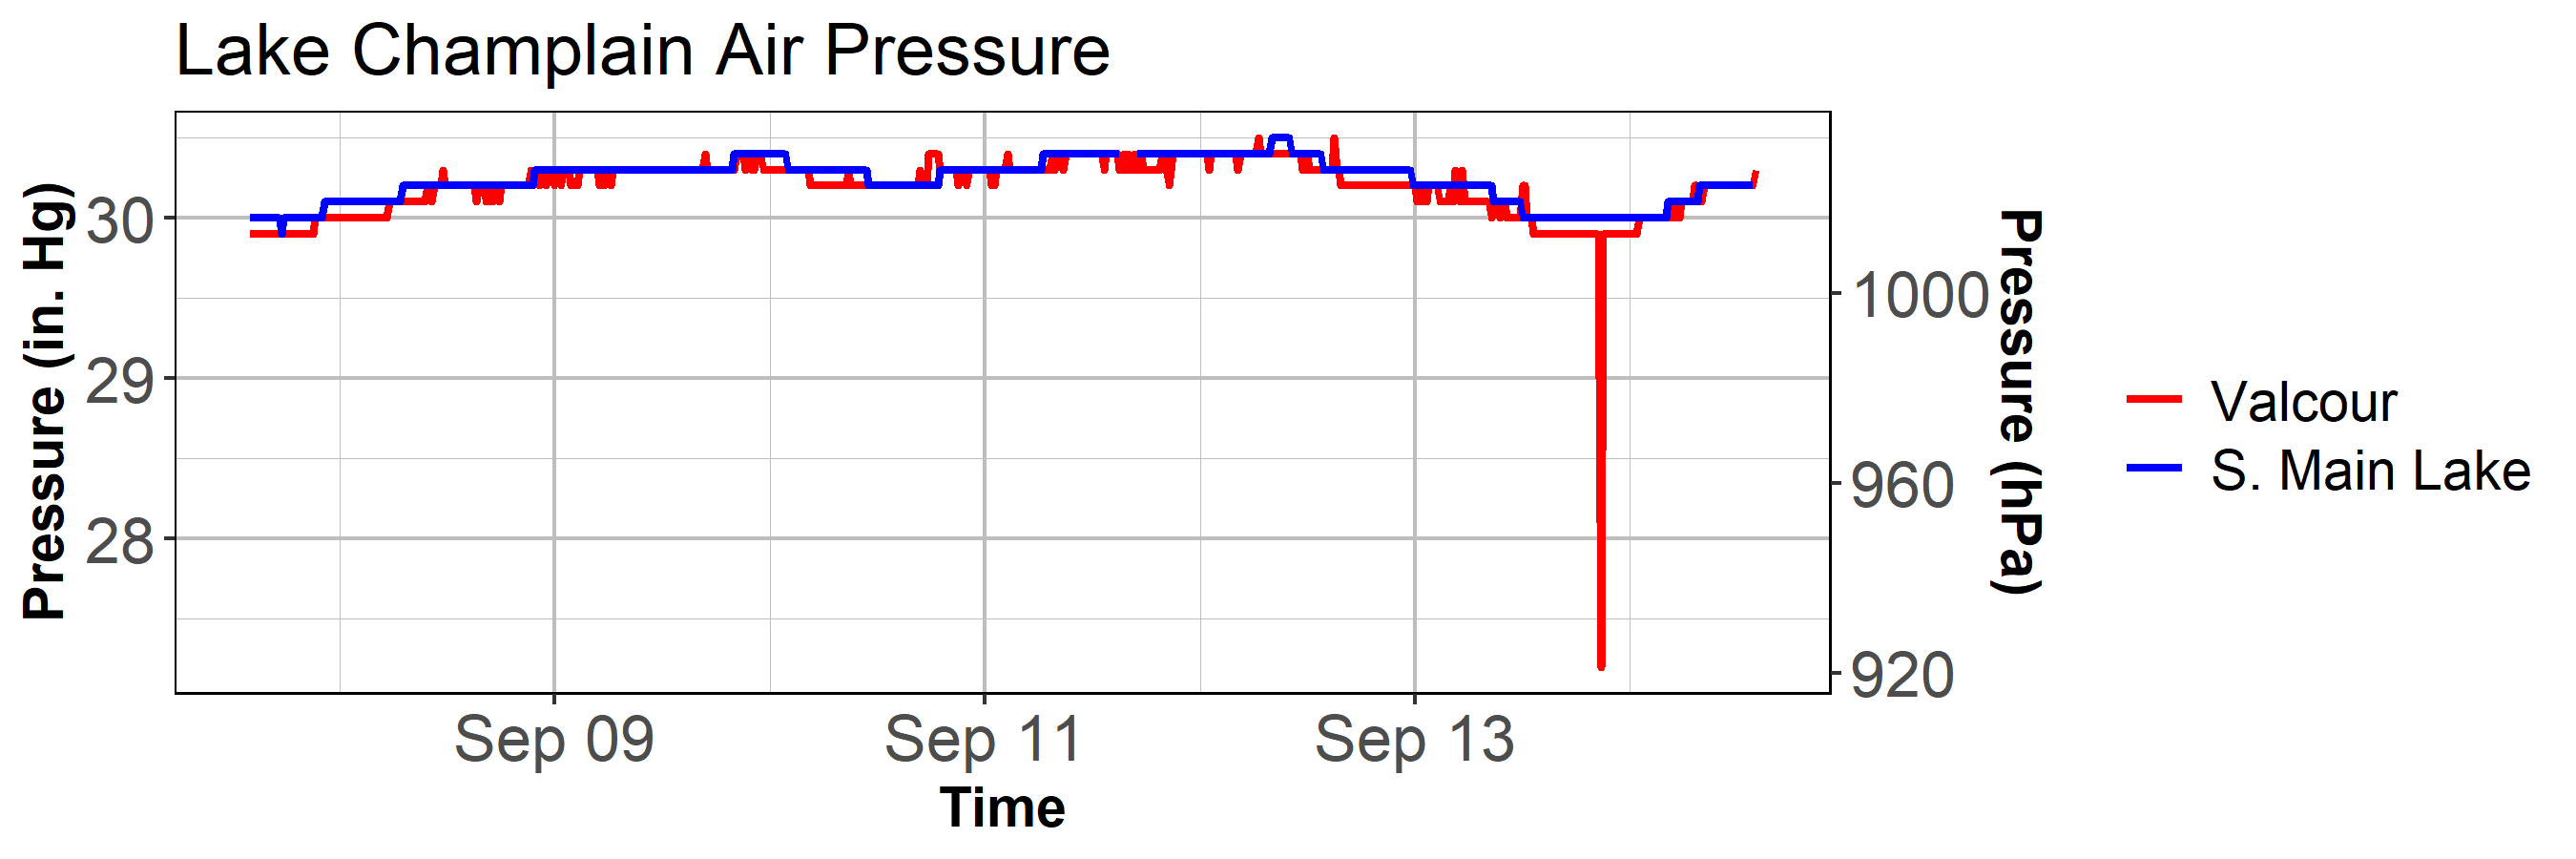 Lake Champlain Air Pressure
Pressure (in. Hg)
30
29
28
1000
960
920
Pressure (hPa)
Sep 09
Sep 11
Sep 13
Time
Valcour
S. Main Lake